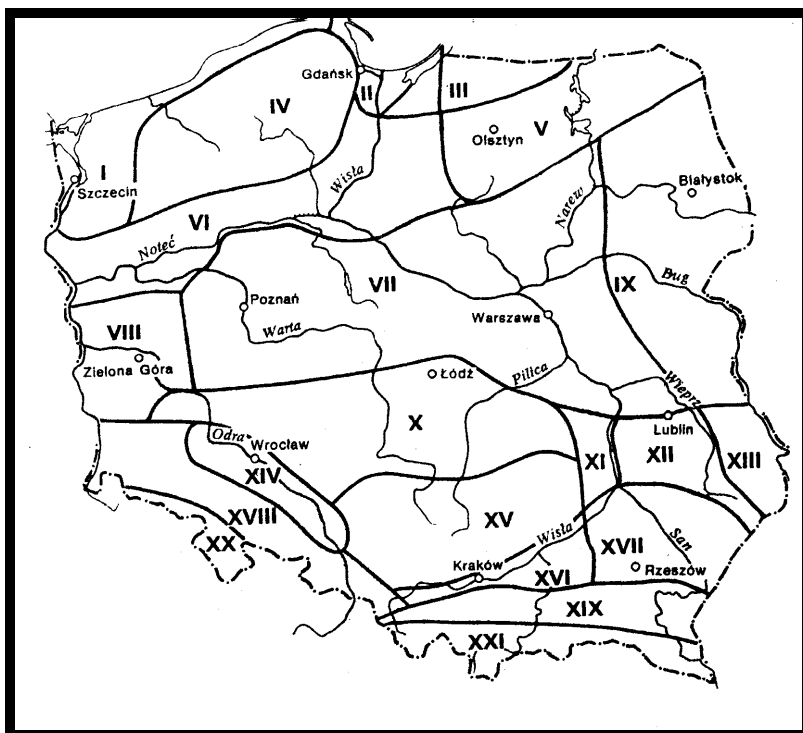 Gdańsk
II
III
IV
Olsztyn
V
I
Szczecin
Wisła
Białystok
VI
Narew
Noteć
VII
IX
Bug
Poznań
Warszawa
VIII
Warta
Zielona Góra
Łódź
Pilica
Wieprz
X
Lublin
Odra
Wrocław
XI
XII
XIII
XIV
XVIII
XV
Wisła
San
XX
XVII
Kraków
XVI
Rzeszów
XIX
XXI